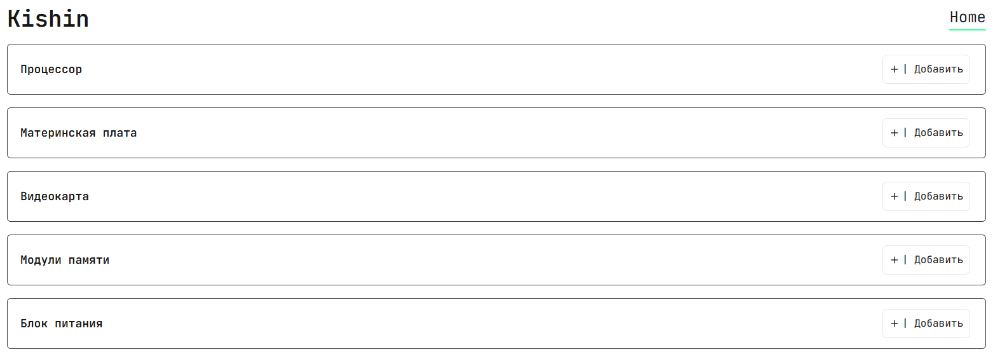 Kishin
Home
Процессор
+ | Добавить
Материнская плата
+ | Добавить
Видеокарта
+ | Добавить
Модули памяти
+ | Добавить
Блок питания
+ | Добавить